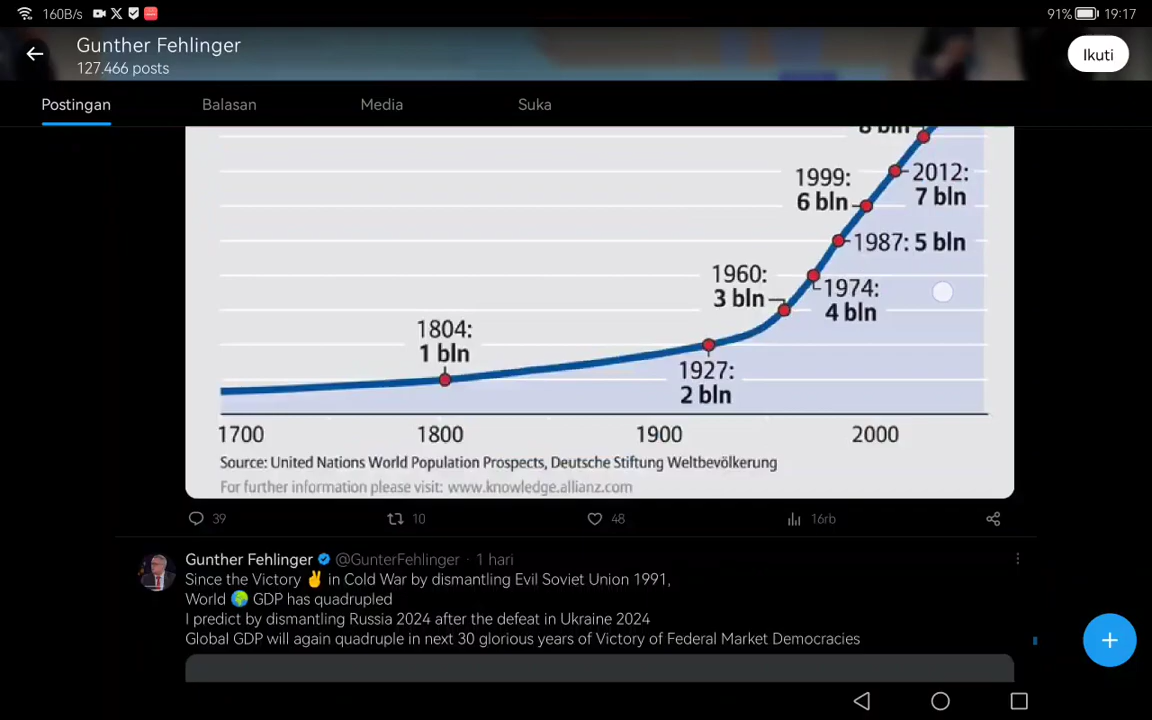 160B/s
91% 19:17
Gunther Fehlinger
127.466 posts
Ikuti
Postingan Balasan Media Suka
8 bln
1999:
6 bln
2012:
7 bln
1987: 5 bln
1960:
3 bln
1974:
4 bln
1804:
1 bln
1927:
2 bln
1700 1800 1900 2000
Source: United Nations World Population Prospects, Deutsche Stiftung Weltbevölkerung
For further information please visit: www.knowledge.allianz.com
39 10 48 16rb
Gunther Fehlinger @GunterFehlinger · 1 hari
Since the Victory ✌ in Cold War by dismantling Evil Soviet Union 1991,
World 🌍 GDP has quadrupled
I predict by dismantling Russia 2024 after the defeat in Ukraine 2024
Global GDP will again quadruple in next 30 glorious years of Victory of Federal Market Democracies